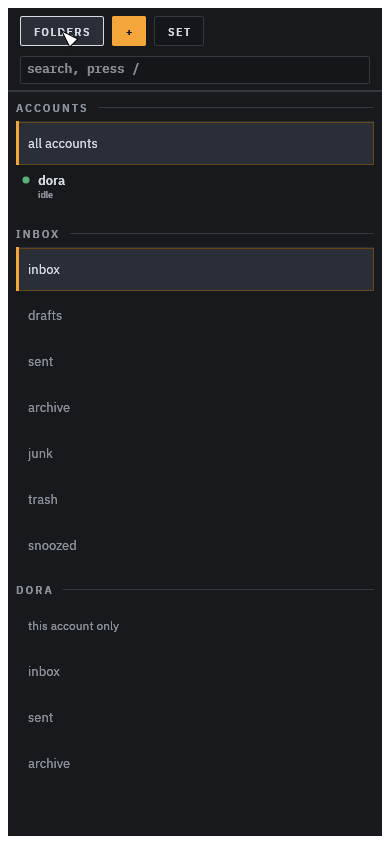 FOLDERS + SET
search, press /
ACCOUNTS
all accounts
dora
idle
INBOX
inbox
drafts
sent
archive
junk
trash
snoozed
DORA
this account only
inbox
sent
archive